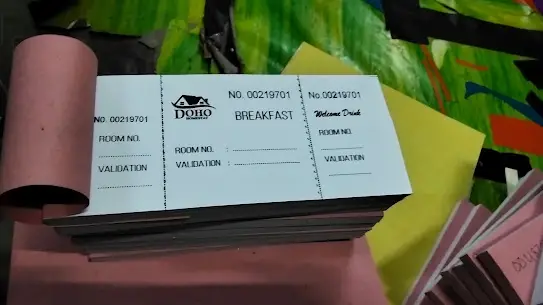 No. 00219701
ROOM NO.
VALIDATION
DOHO
HOMESTAY
No. 00219701
BREAKFAST
ROOM NO. :
VALIDATION :
No. 00219701
Welcome Drink
ROOM NO.
VALIDATION